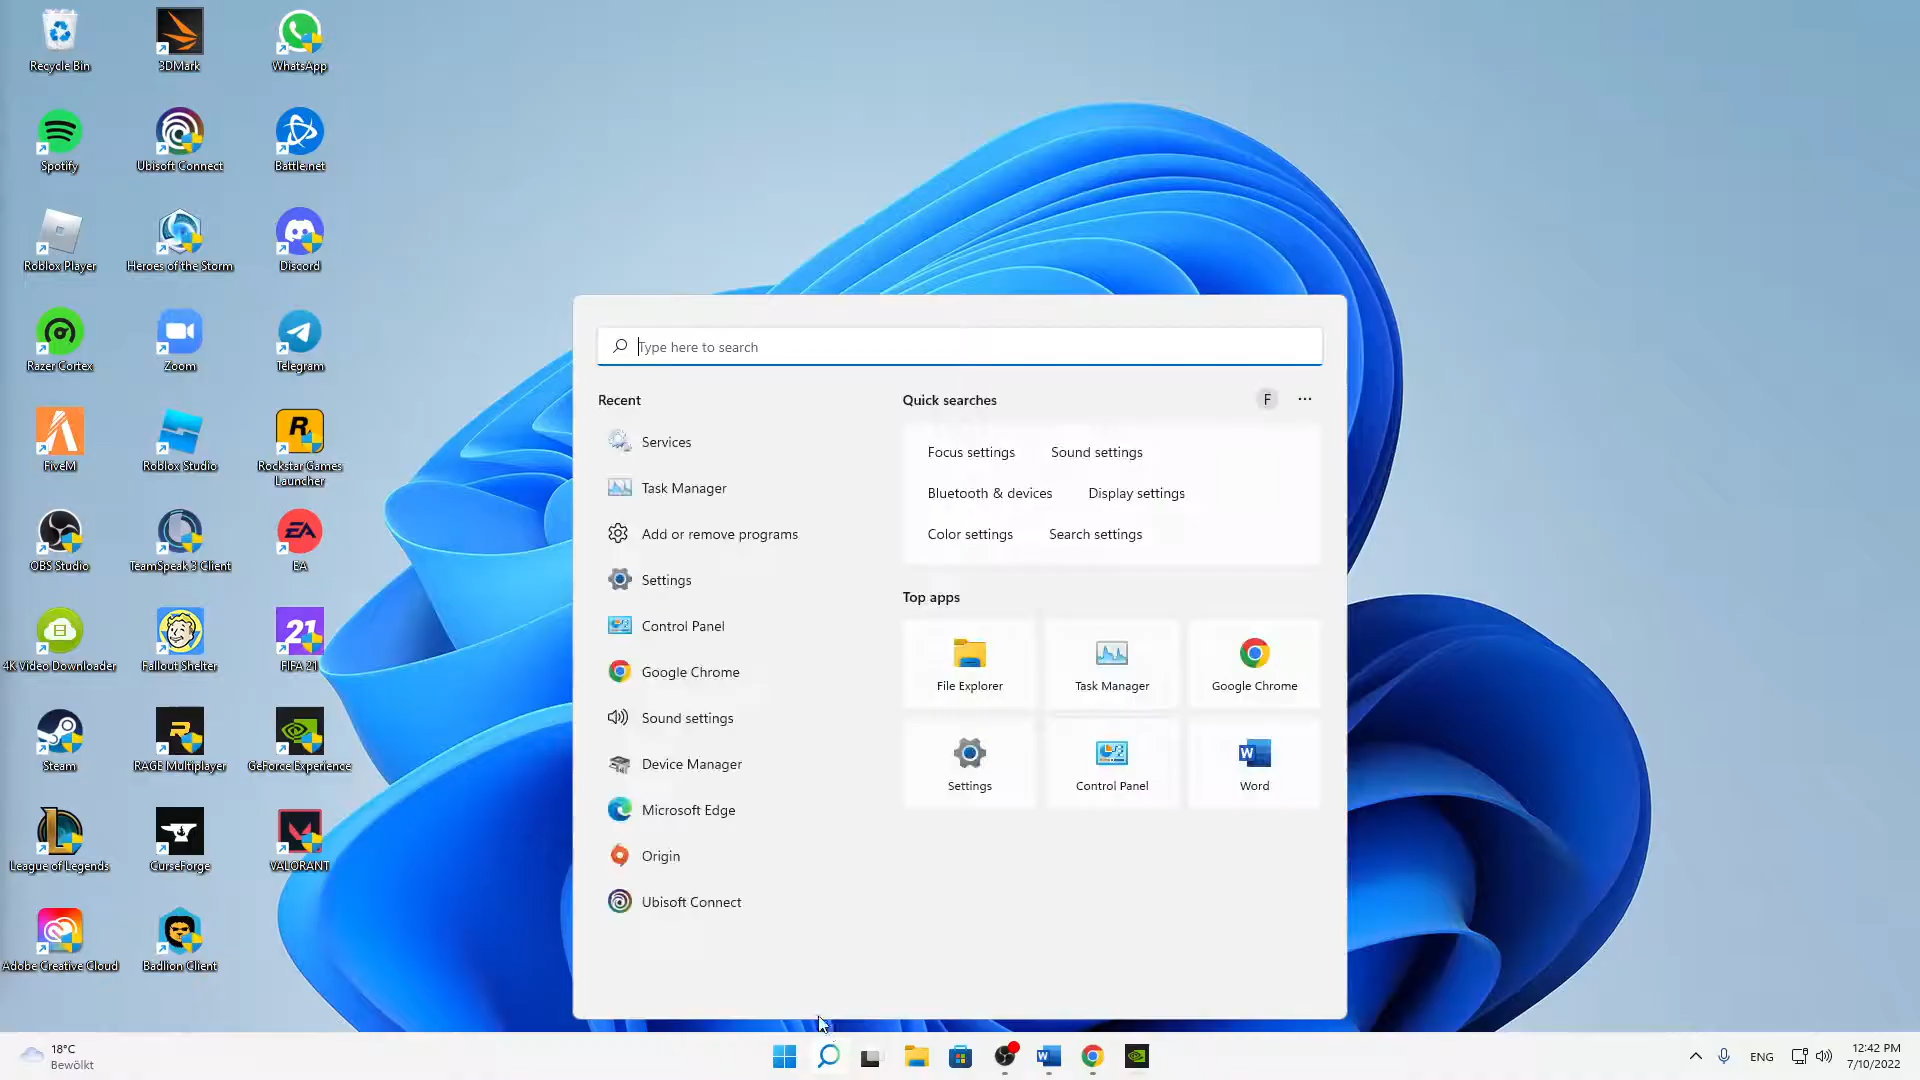 Recycle Bin
3DMark
WhatsApp
Spotify
Ubisoft Connect
Battle.net
Roblox Player
Heroes of the Storm
Discord
Razer Cortex
Zoom
Telegram
FiveM
Roblox Studio
Rockstar Games
Launcher
OBS Studio
TeamSpeak 3 Client
EA
EA
4K Video Downloader
Fallout Shelter
21
FIFA 21
Steam
RAGE Multiplayer
GeForce Experience
League of Legends
CurseForge
VALORANT
Adobe Creative Cloud
Badlion Client
Type here to search
Recent
Services
Task Manager
Add or remove programs
Settings
Control Panel
Google Chrome
Sound settings
Device Manager
Microsoft Edge
Origin
Ubisoft Connect
Quick searches
F
Focus settings
Sound settings
Bluetooth & devices
Display settings
Color settings
Search settings
Top apps
File Explorer
Task Manager
Google Chrome
Settings
Control Panel
W
Word
18°C
Bewölkt
W
ENG
12:42 PM
7/10/2022